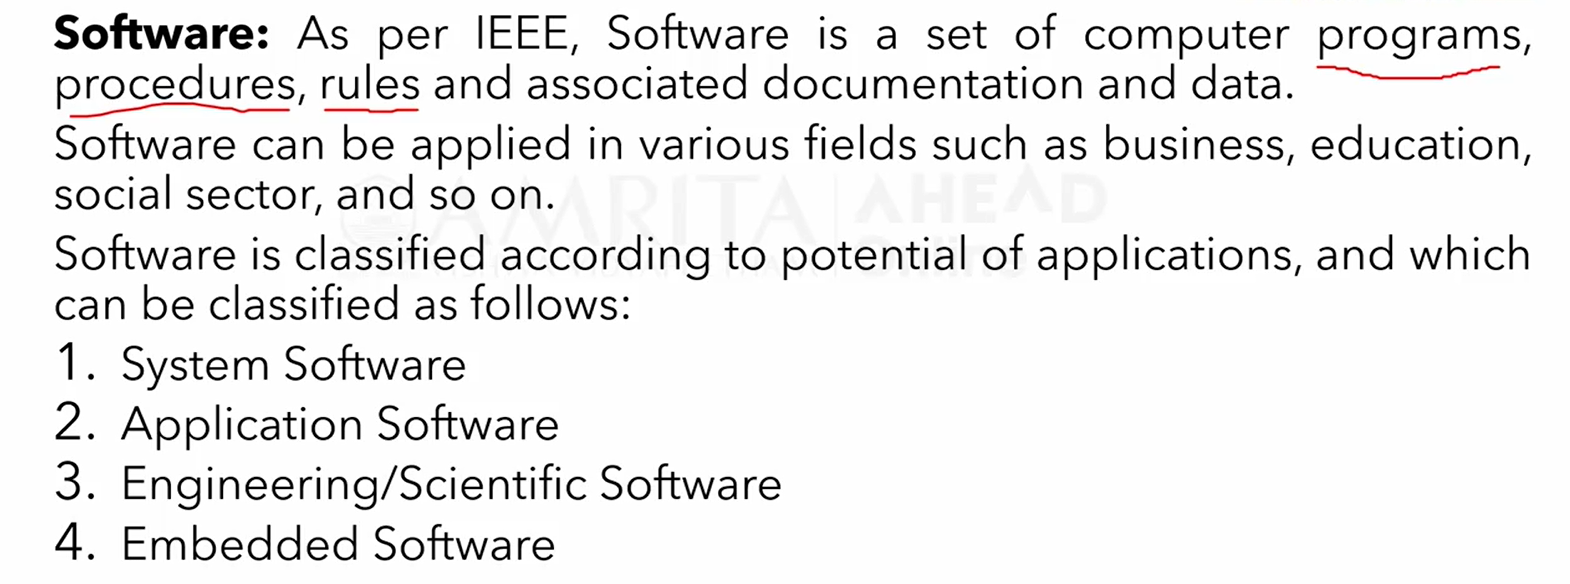 Software: As per IEEE, Software is a set of computer programs,
procedures, rules and associated documentation and data.
Software can be applied in various fields such as business, education,
social sector, and so on.
AMRITA AHEAD
Online
Software is classified according to potential of applications, and which
can be classified as follows:
1. System Software
2. Application Software
3. Engineering/Scientific Software
4. Embedded Software